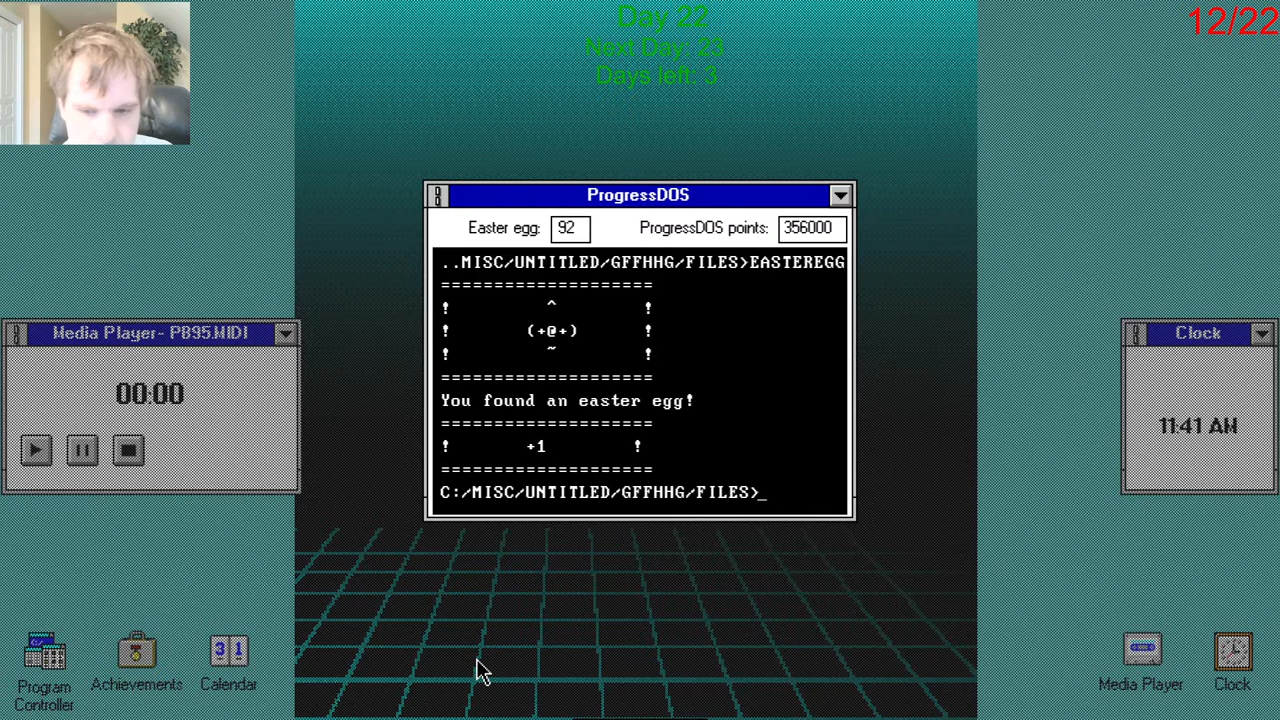 Day 22
Next Day: 23
Days left: 3
12/22
ProgressDOS
Easter egg: 92 ProgressDOS points: 356000
..MISC/UNTITLED/GFFHHG/FILES>EASTEREGG
====================
! ^ !
! (+@+) !
! ~ !
====================
You found an easter egg!
====================
! +1 !
====================
C:/MISC/UNTITLED/GFFHHG/FILES>_
Media Player- PB95.MIDI
00:00
Clock
11:41 AM
Program Controller
Achievements
31
Calendar
Media Player
Clock